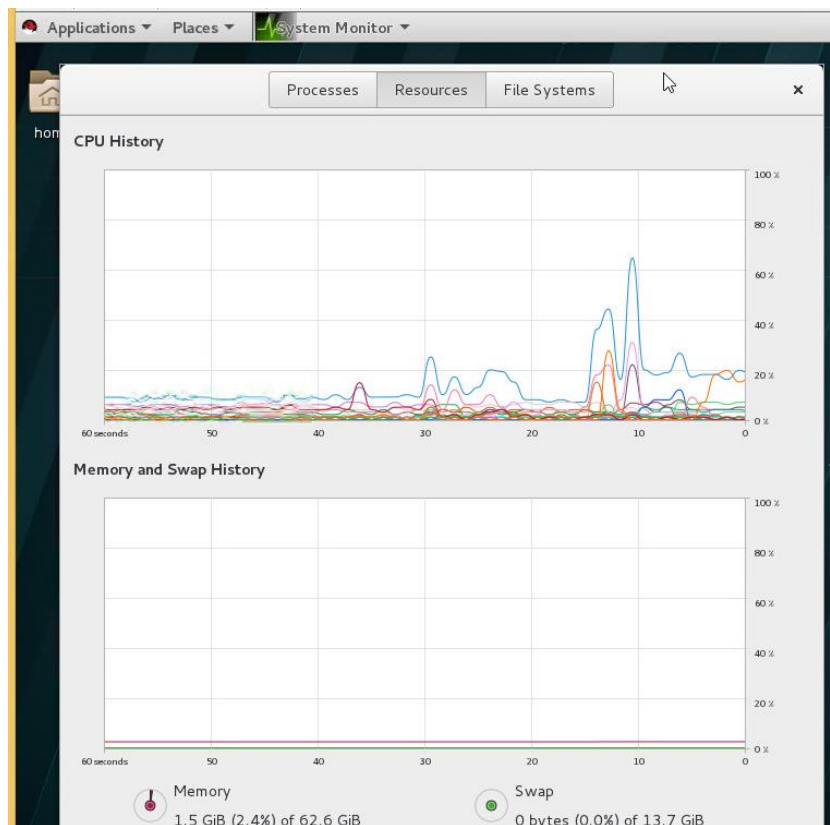 Applications Places System Monitor
hom
Processes Resources File Systems
CPU History
100 %
80 %
60 %
40 %
20 %
0 %
60 seconds 50 40 30 20 10 0
Memory and Swap History
100 %
80 %
60 %
40 %
20 %
0 %
60 seconds 50 40 30 20 10 0
Memory
1.5 GiB (2.4%) of 62.6 GiB
Swap
0 bytes (0.0%) of 13.7 GiB